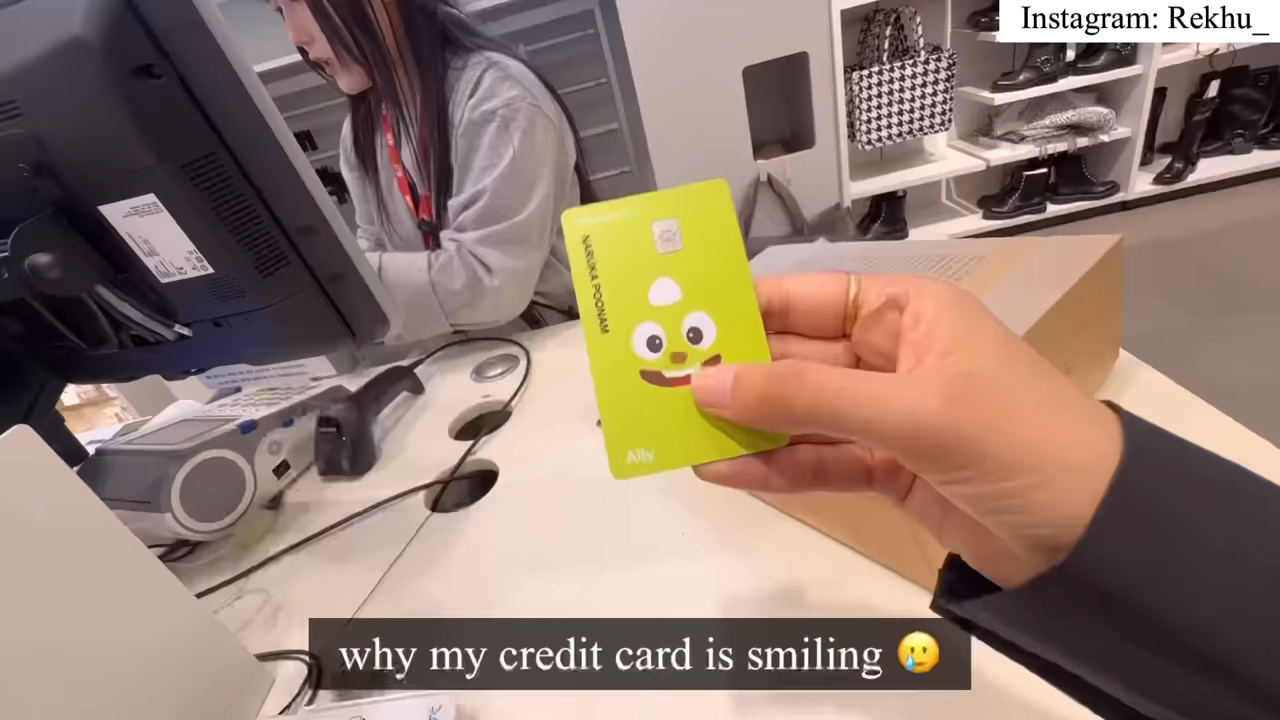 Instagram: Rekhu_
NARUKA POONAM
Ally
why my credit card is smiling 🥲